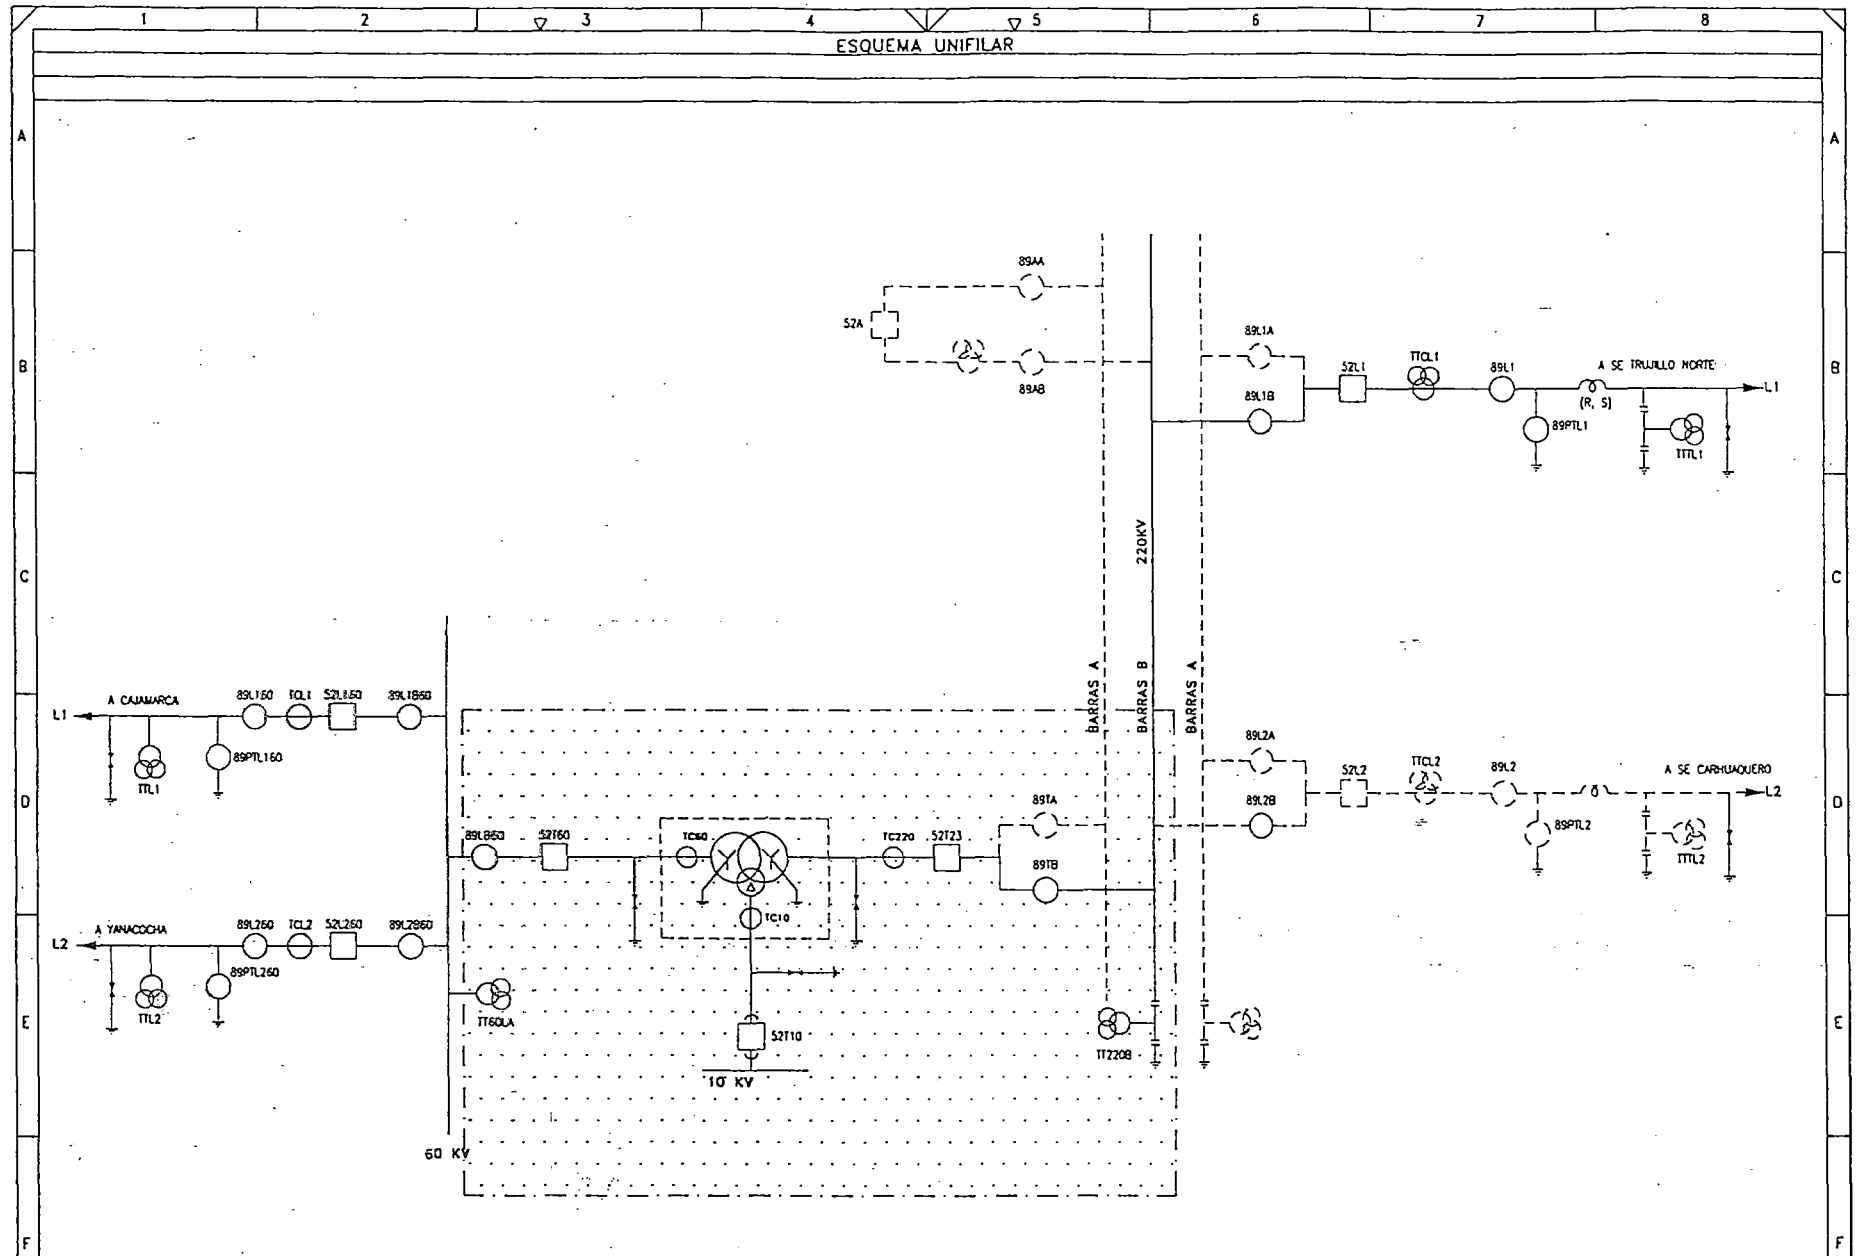 1 2 3 4 5 6 7 8
ESQUEMA UNIFILAR
A A
B B
C C
D D
E E
F F
89AA
52A
89AB
89L1A
89L1B
52L1
TTCL1
89L1
A SE TRUJILLO NORTE
L1
(R, S)
89PTL1
TTTL1
220KV
BARRAS A
BARRAS B
BARRAS A
L1
A CAJAMARCA
89L160
TCL1
52L160
89L1B60
TTL1
89PTL160
89L2A
89L2B
52L2
TTCL2
89L2
A SE CARHUAQUERO
L2
89PTL2
TTTL2
89LB60
52T60
TC60
TC220
52T23
89TA
89TB
TC10
L2
A YANACOCHA
89L260
TCL2
52L260
89L2B60
TTL2
89PTL260
TT60LA
52T10
10 KV
TT220B
60 KV